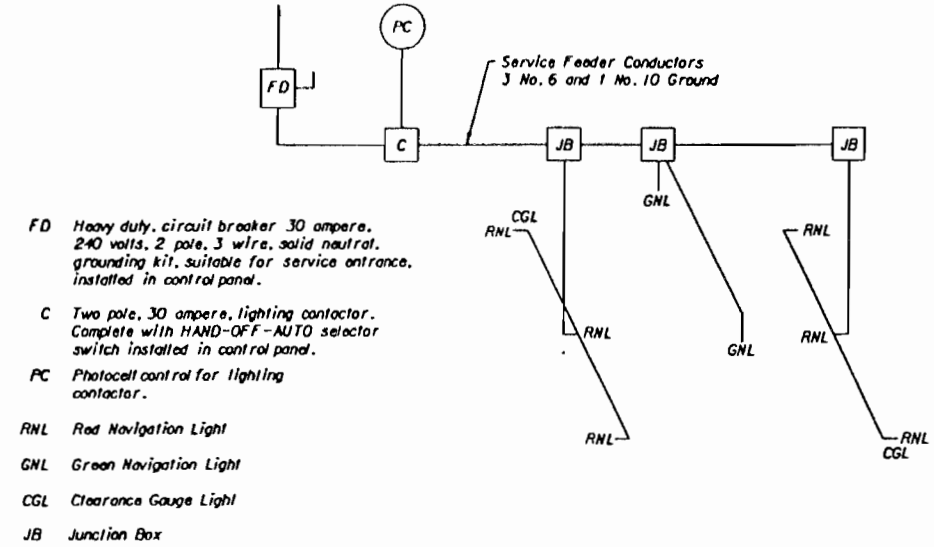 PC
Service Feeder Conductors
3 No. 6 and 1 No. 10 Ground
FD
C
JB
JB
JB
GNL
CGL
RNL
RNL
RNL
GNL
RNL
RNL
RNL
CGL
FD Heavy duty, circuit breaker 30 ampere,
240 volts, 2 pole, 3 wire, solid neutral,
grounding kit, suitable for service entrance,
installed in control panel.
C Two pole, 30 ampere, lighting contactor.
Complete with HAND-OFF-AUTO selector
switch installed in control panel.
PC Photocell control for lighting
contactor.
RNL Red Navigation Light
GNL Green Navigation Light
CGL Clearance Gauge Light
JB Junction Box